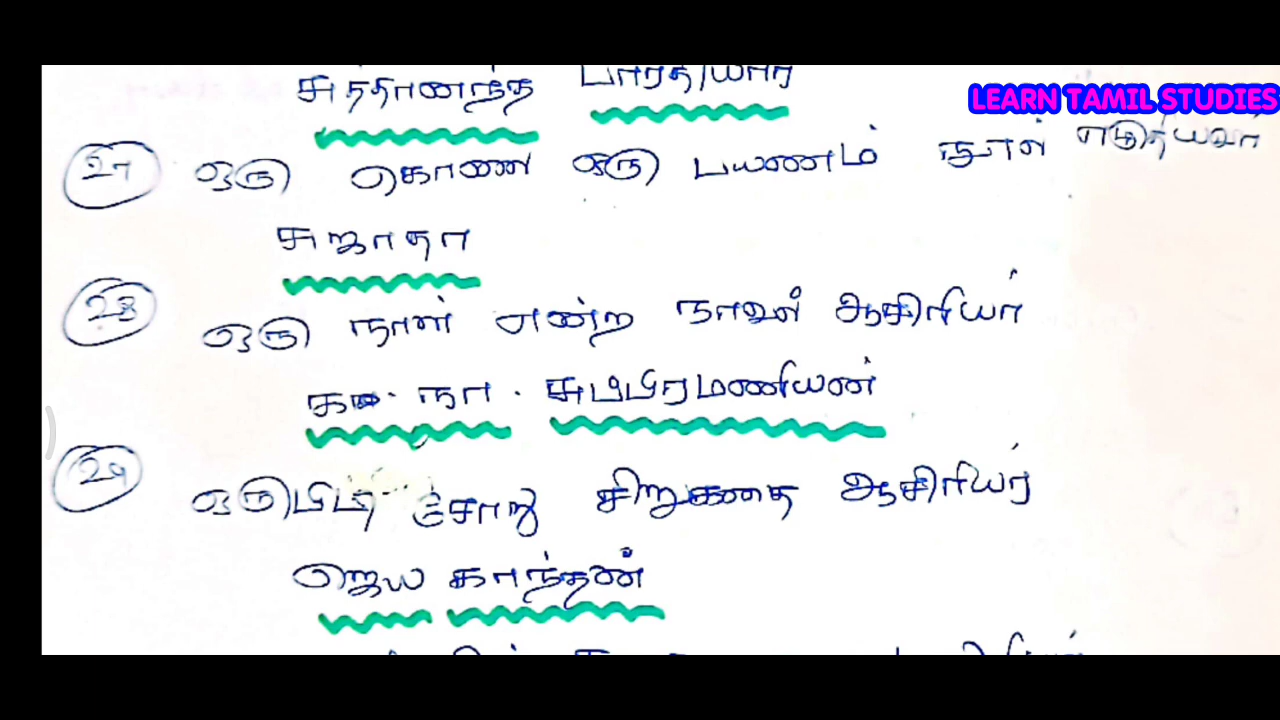 சுத்தானந்த பாரதியார்
LEARN TAMIL STUDIES
27 ஒரு கொணை ஒரு பயணம் நூல் எழுதியவர்
சுஜாதா
28 ஒரு நாள் என்ற நாவல் ஆசிரியர்
க. நா. சுப்பிரமணியன்
29 ஒருபிடி சோறு சிறுகதை ஆசிரியர்
ஜெய காந்தன்